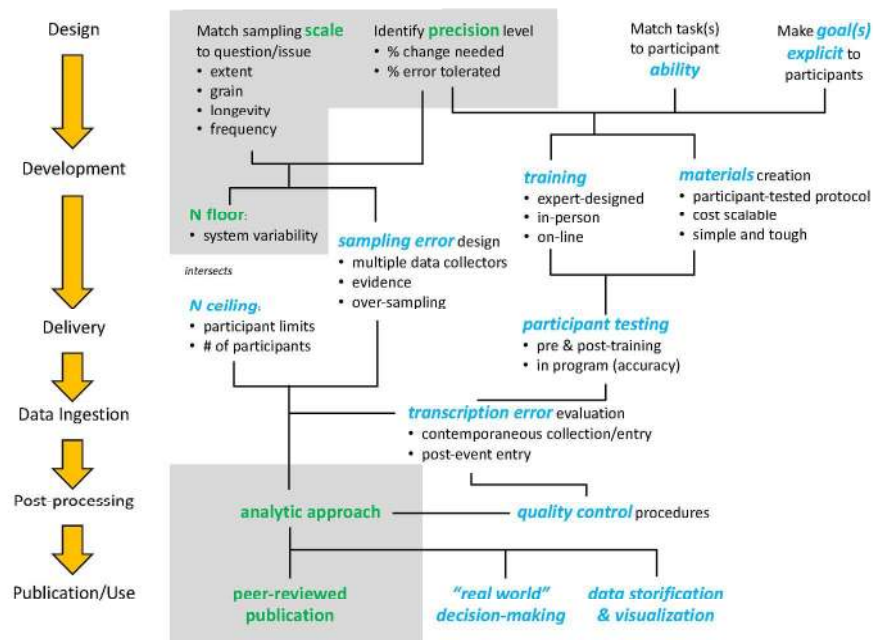 Design
Match sampling scale
to question/issue
• extent
• grain
• longevity
• frequency
Identify precision level
• % change needed
• % error tolerated
Match task(s)
to participant
ability
Make goal(s)
explicit to
participants
Development
N floor:
• system variability
sampling error design
• multiple data collectors
• evidence
• over-sampling
training
• expert-designed
• in-person
• on-line
materials creation
• participant-tested protocol
• cost scalable
• simple and tough
intersects
Delivery
N ceiling:
• participant limits
• # of participants
participant testing
• pre & post-training
• in program (accuracy)
Data Ingestion
transcription error evaluation
• contemporaneous collection/entry
• post-event entry
Post-processing
analytic approach
quality control procedures
Publication/Use
peer-reviewed
publication
"real world"
decision-making
data storification
& visualization